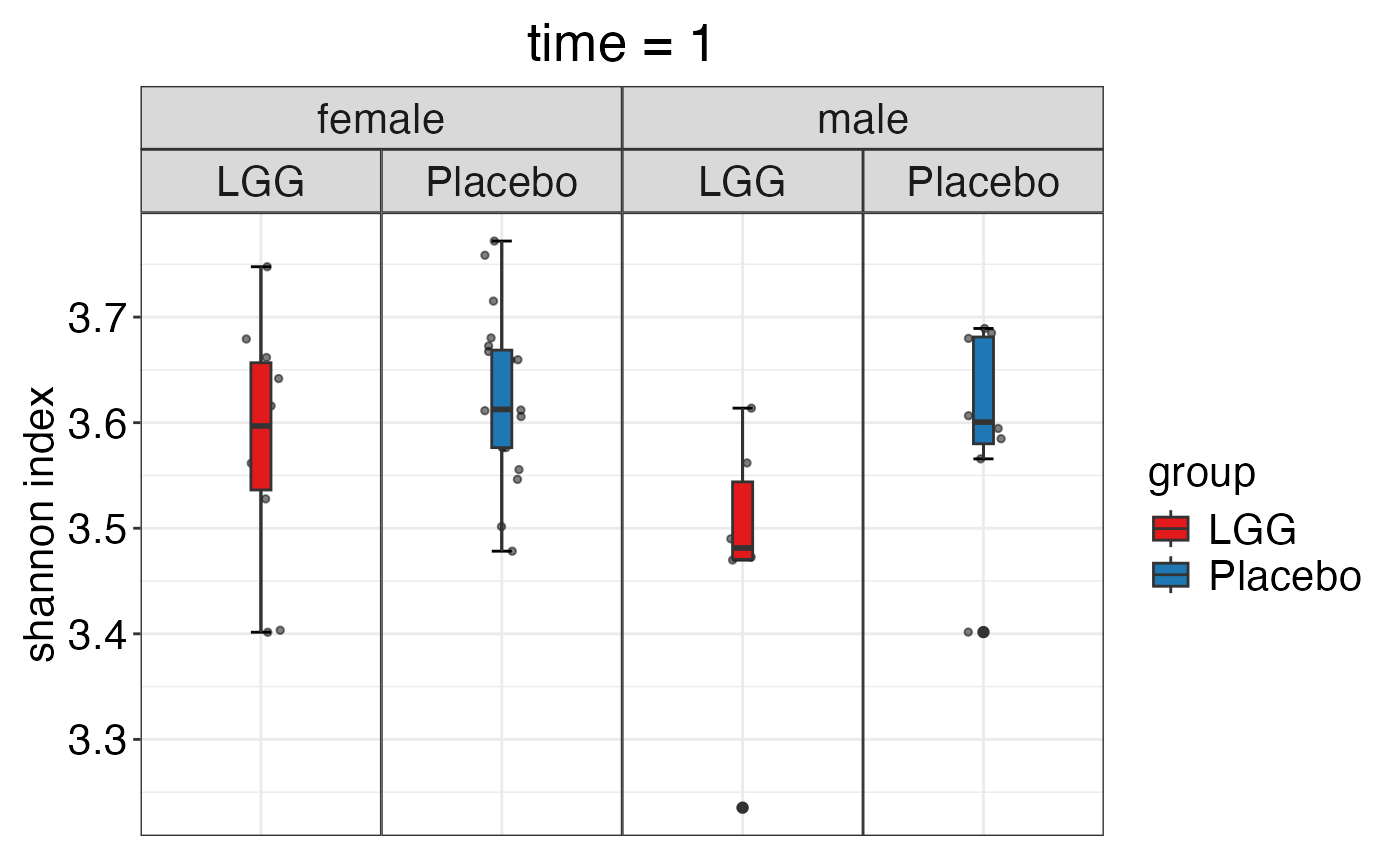 time = 1
female
male
LGG
Placebo
LGG
Placebo
shannon index
3.7
3.6
3.5
3.4
3.3
group
LGG
Placebo